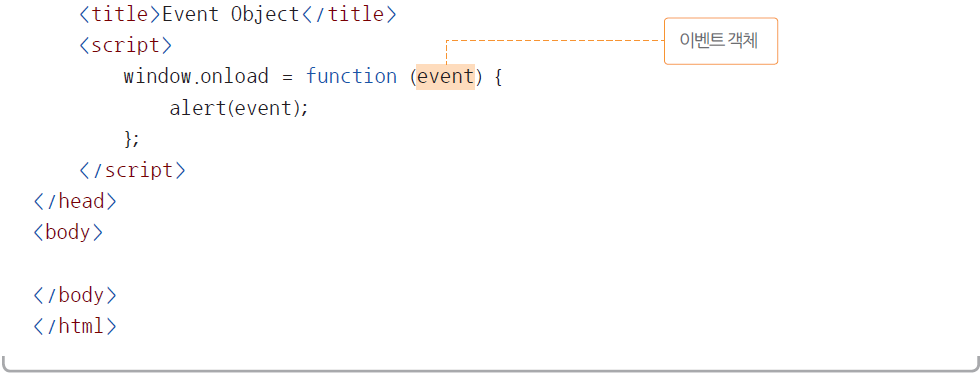 <title>Event Object</title>
<script>
이벤트 객체
window.onload = function (event) {
alert(event);
};
</script>
</head>
<body>
</body>
</html>